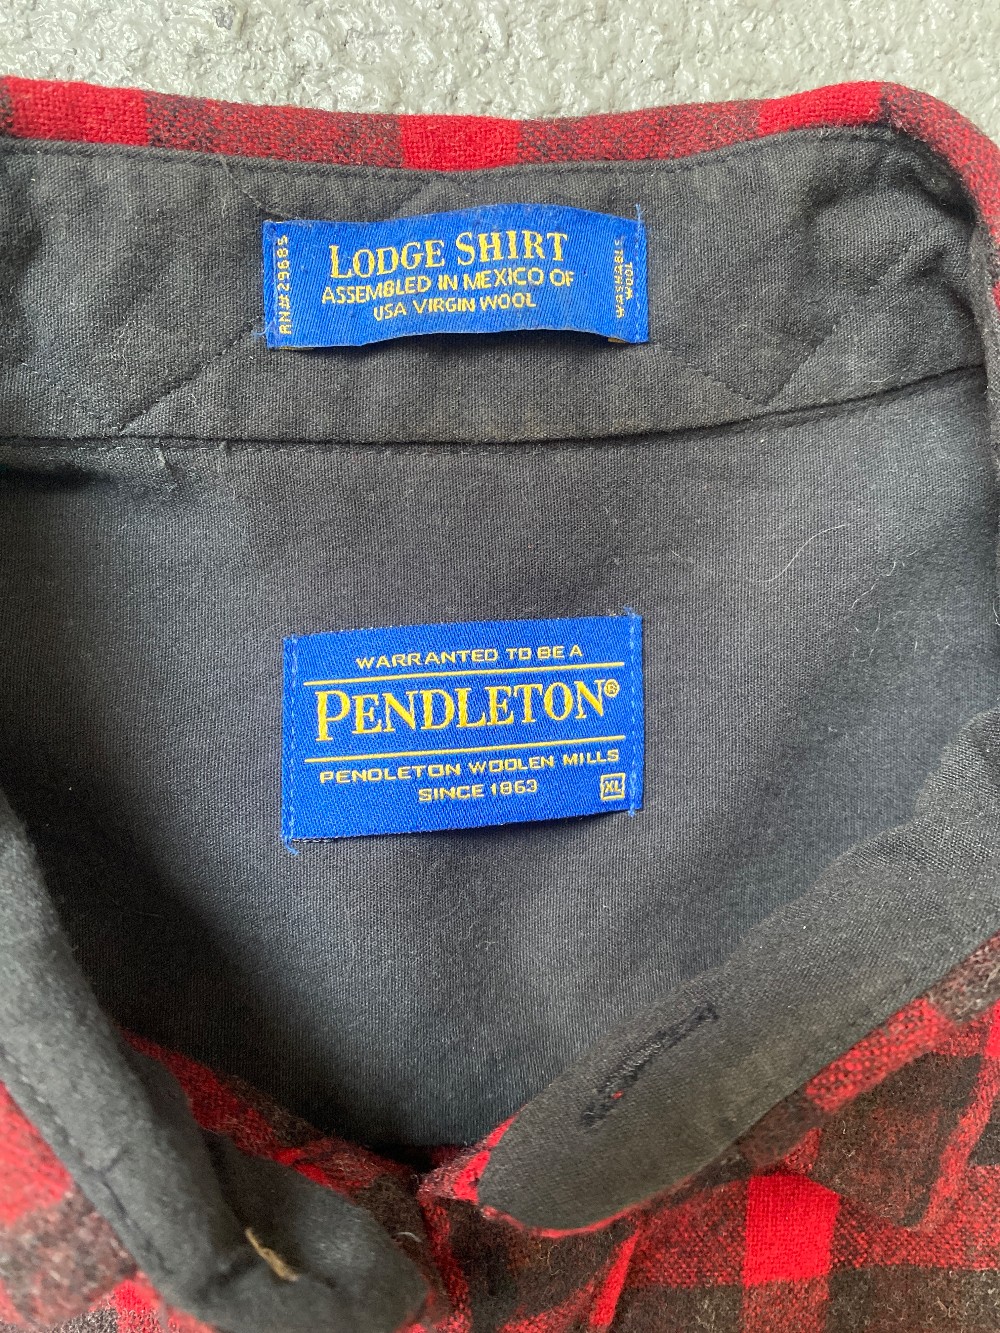 RN#29685
LODGE SHIRT
ASSEMBLED IN MEXICO OF
USA VIRGIN WOOL
WASHABLE
WOOL
WARRANTED TO BE A
PENDLETON®
PENDLETON WOOLEN MILLS
SINCE 1863
XL